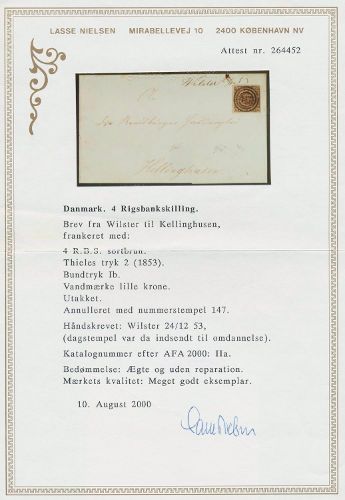 LASSE NIELSEN MIRABELLEVEJ 10 2400 KØBENHAVN NV
Attest nr. 264452
Wilster
Kellinghusen
Danmark. 4 Rigsbankskilling.
Brev fra Wilster til Kellinghusen,
frankeret med:
4 R.B.S. sortbrun.
Thieles tryk 2 (1853).
Bundtryk Ib.
Vandmærke lille krone.
Utakket.
Annulleret med nummerstempel 147.
Håndskrevet: Wilster 24/12 53,
(dagstempel var da indsendt til omdannelse).
Katalognummer efter AFA 2000: IIa.
Bedømmelse: Ægte og uden reparation.
Mærkets kvalitet: Meget godt eksemplar.
10. August 2000